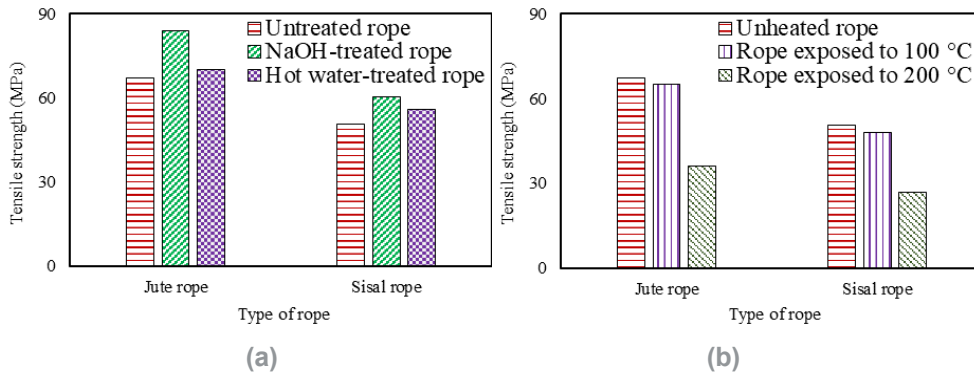 90
60
30
0
Tensile strength (MPa)
Untreated rope
NaOH-treated rope
Hot water-treated rope
Jute rope
Sisal rope
Type of rope
(a)
90
60
30
0
Tensile strength (MPa)
Unheated rope
Rope exposed to 100 °C
Rope exposed to 200 °C
Jute rope
Sisal rope
Type of rope
(b)